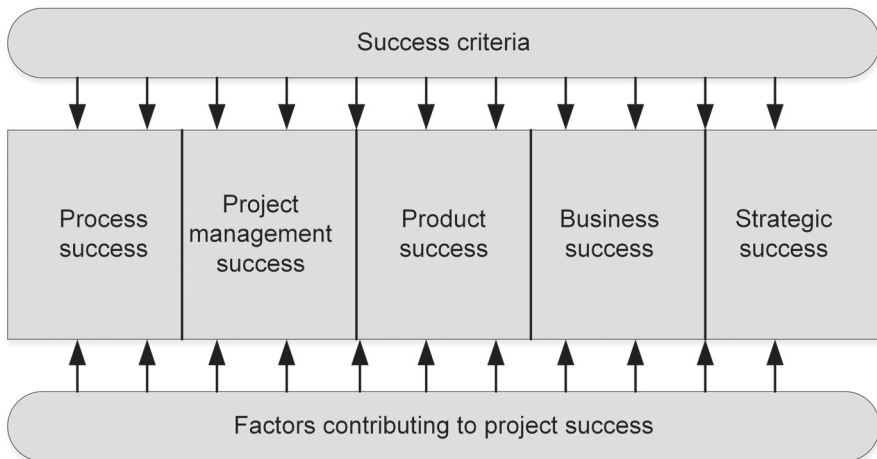 Success criteria
Process
success
Project
management
success
Product
success
Business
success
Strategic
success
Factors contributing to project success